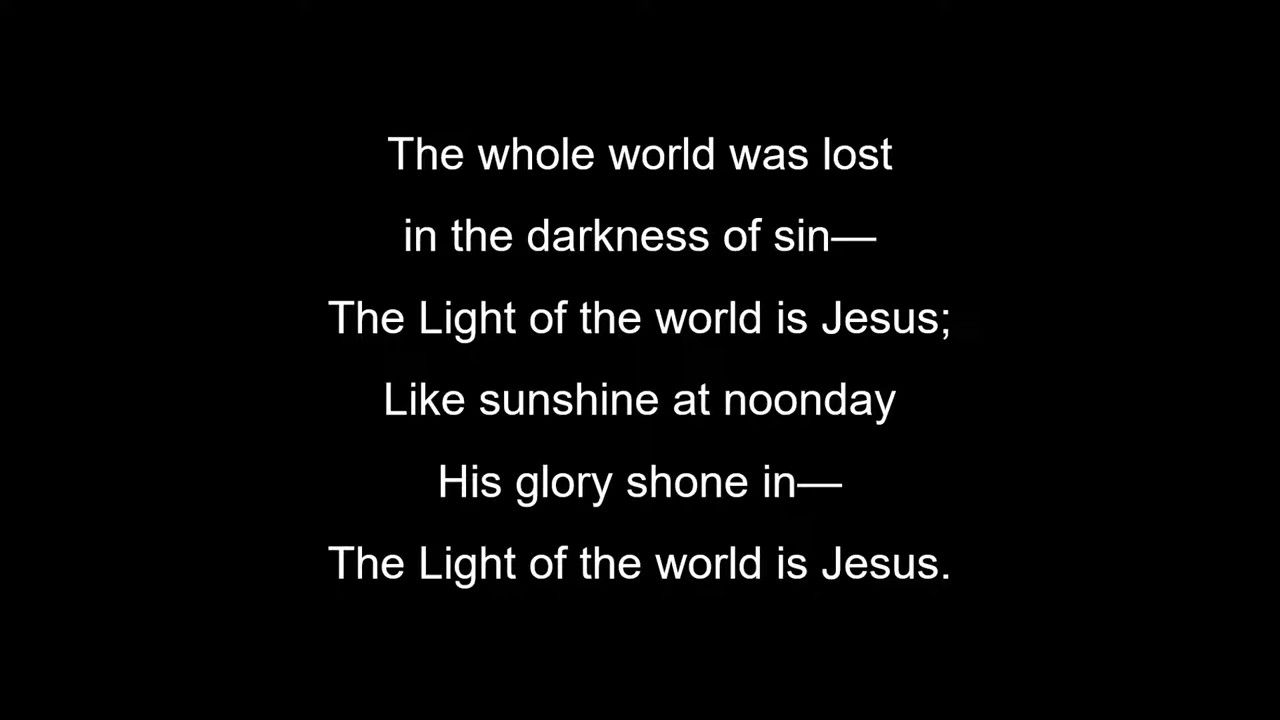 The whole world was lost
in the darkness of sin—
The Light of the world is Jesus;
Like sunshine at noonday
His glory shone in—
The Light of the world is Jesus.